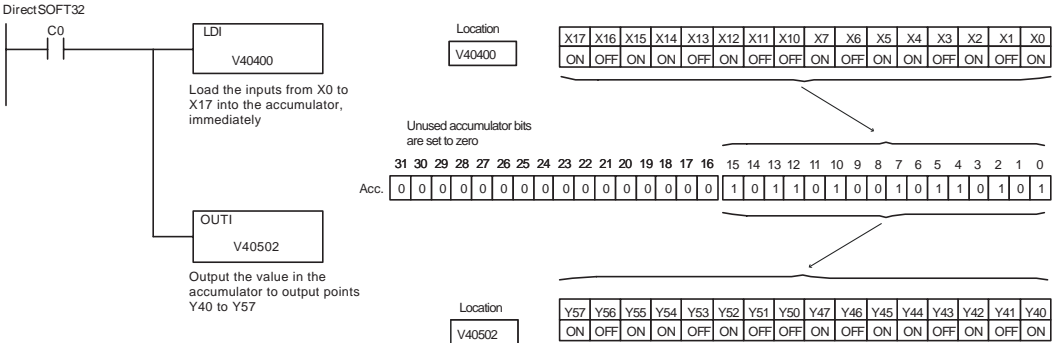 DirectSOFT32
C0
LDI
V40400
Load the inputs from X0 to
X17 into the accumulator,
immediately
Location
V40400
X17 X16 X15 X14 X13 X12 X11 X10 X7 X6 X5 X4 X3 X2 X1 X0
ON OFF ON ON OFF ON OFF OFF ON OFF ON ON OFF ON OFF ON
Unused accumulator bits
are set to zero
31 30 29 28 27 26 25 24 23 22 21 20 19 18 17 16 15 14 13 12 11 10 9 8 7 6 5 4 3 2 1 0
Acc. 0 0 0 0 0 0 0 0 0 0 0 0 0 0 0 0 1 0 1 1 0 1 0 0 1 0 1 1 0 1 0 1
OUTI
V40502
Output the value in the
accumulator to output points
Y40 to Y57
Location
V40502
Y57 Y56 Y55 Y54 Y53 Y52 Y51 Y50 Y47 Y46 Y45 Y44 Y43 Y42 Y41 Y40
ON OFF ON ON OFF ON OFF OFF ON OFF ON ON OFF ON OFF ON